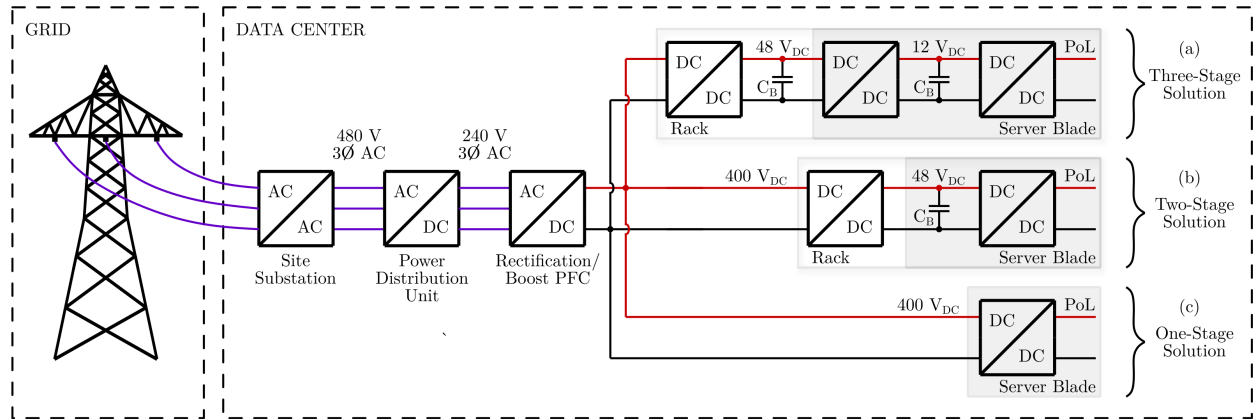 GRID
DATA CENTER
AC
AC
Site
Substation
480 V
3Ø AC
AC
DC
Power
Distribution
Unit
240 V
3Ø AC
AC
DC
Rectification/
Boost PFC
DC
DC
Rack
48 V_DC
C_B
DC
DC
12 V_DC
C_B
DC
DC
PoL
Server Blade
(a)
Three-Stage
Solution
400 V_DC
DC
DC
Rack
48 V_DC
C_B
DC
DC
PoL
Server Blade
(b)
Two-Stage
Solution
400 V_DC
DC
DC
PoL
Server Blade
(c)
One-Stage
Solution
`